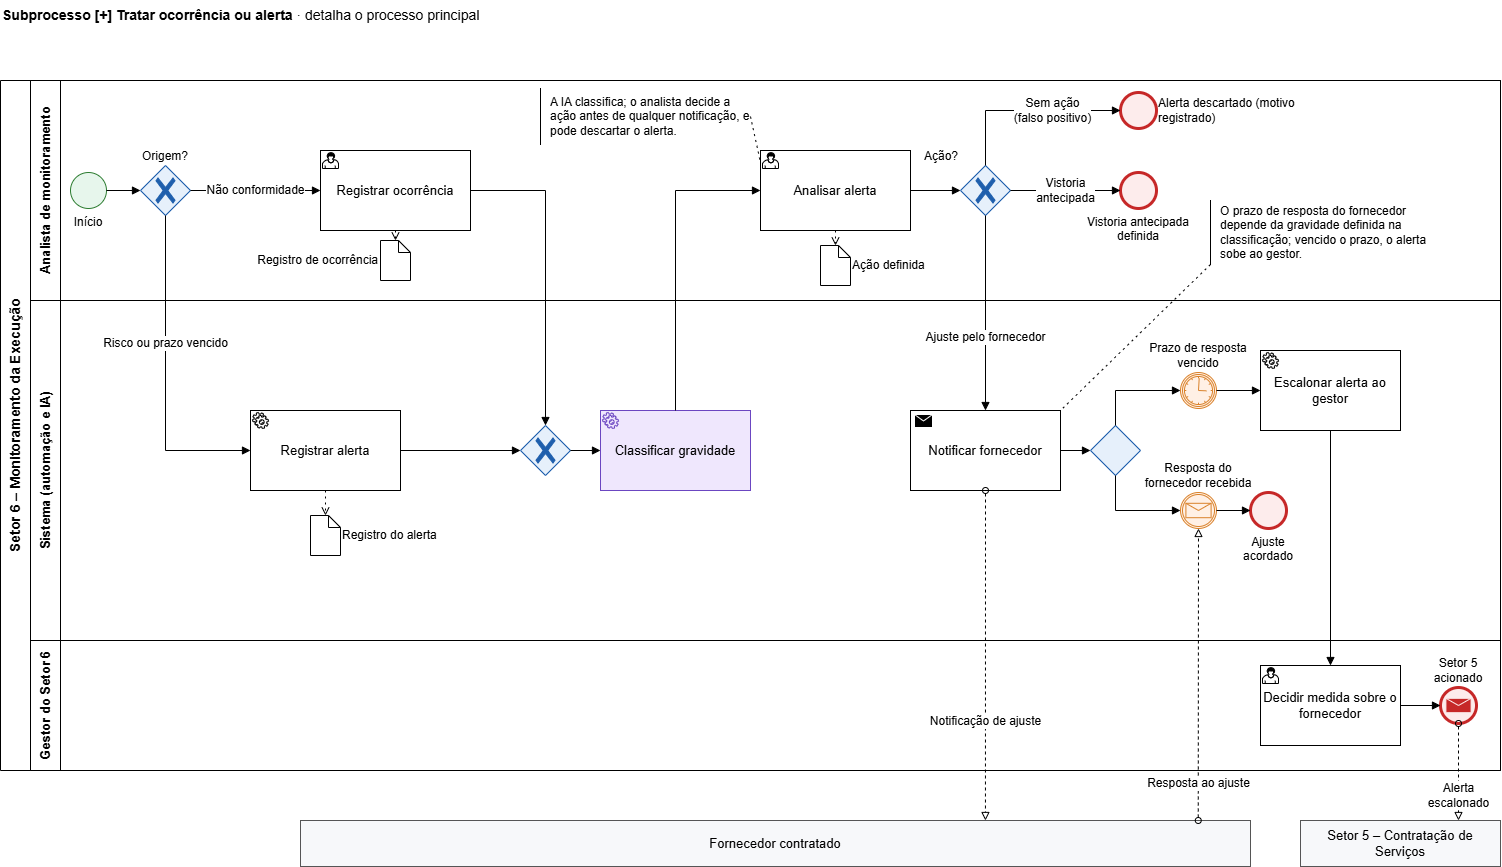 Subprocesso [+] Tratar ocorrência ou alerta · detalha o processo principal
Setor 6 – Monitoramento da Execução
Analista de monitoramento
Início
Origem?
Não conformidade
Registrar ocorrência
Registro de ocorrência
A IA classifica; o analista decide a
ação antes de qualquer notificação, e
pode descartar o alerta.
Analisar alerta
Ação definida
Ação?
Sem ação
(falso positivo)
Alerta descartado (motivo
registrado)
Vistoria
antecipada
Vistoria antecipada
definida
O prazo de resposta do fornecedor
depende da gravidade definida na
classificação; vencido o prazo, o alerta
sobe ao gestor.
Sistema (automação e IA)
Risco ou prazo vencido
Registrar alerta
Registro do alerta
Classificar gravidade
Ajuste pelo fornecedor
Notificar fornecedor
Prazo de resposta
vencido
Escalonar alerta ao
gestor
Resposta do
fornecedor recebida
Ajuste
acordado
Gestor do Setor 6
Decidir medida sobre o
fornecedor
Setor 5
acionado
Notificação de ajuste
Resposta ao ajuste
Alerta
escalonado
Fornecedor contratado
Setor 5 – Contratação de
Serviços